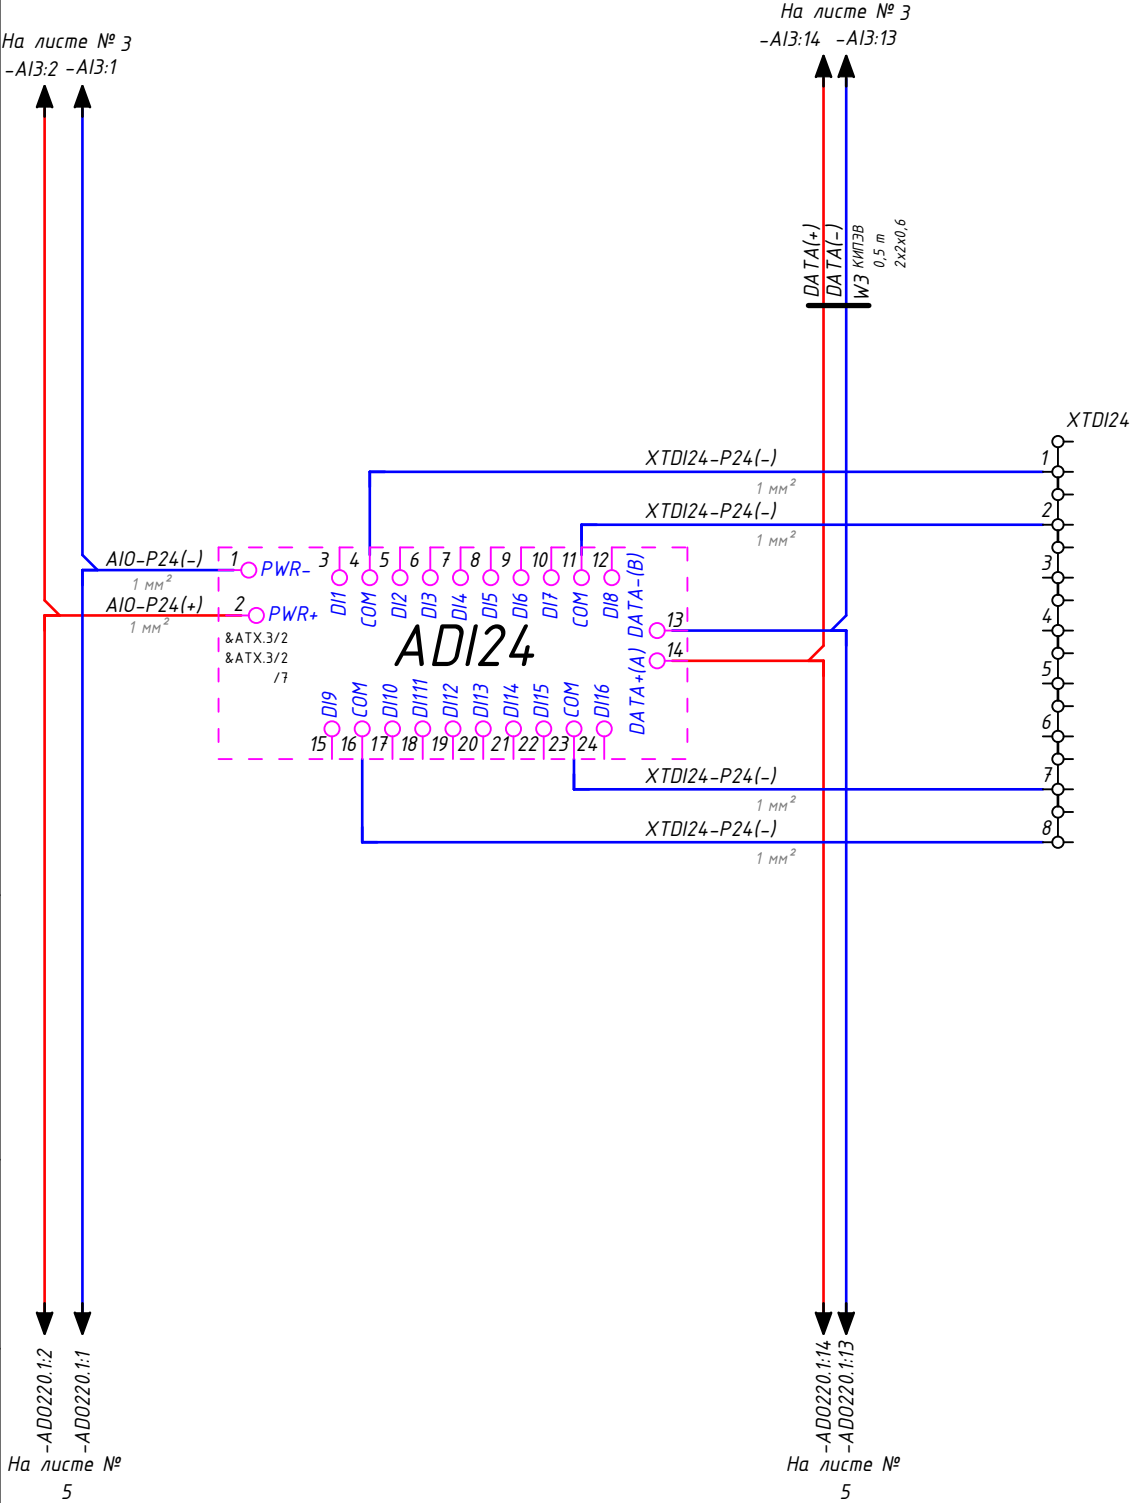 На листе № 3
-AI3:2 -AI3:1
На листе № 3
-AI3:14 -AI3:13
DATA(+)
DATA(-)
W3 КИПЭВ
0,5 m
2x2x0,6
XTDI24
XTDI24-P24(-)
1 мм²
1
XTDI24-P24(-)
1 мм²
2
3
4
5
6
7
8
AIO-P24(-)
1 мм²
1 PWR-
AIO-P24(+)
1 мм²
2 PWR+
&ATX.3/2
&ATX.3/2
/7
3 4 5 6 7 8 9 10 11 12
DI1 COM DI2 DI3 DI4 DI5 DI6 DI7 COM DI8
DATA-(B)
13
ADI24
DATA+(A)
14
DI9 COM DI10 DI111 DI12 DI13 DI14 DI15 COM DI16
15 16 17 18 19 20 21 22 23 24
XTDI24-P24(-)
1 мм²
XTDI24-P24(-)
1 мм²
-ADO220.1:2
-ADO220.1:1
На листе №
5
-ADO220.1:14
-ADO220.1:13
На листе №
5